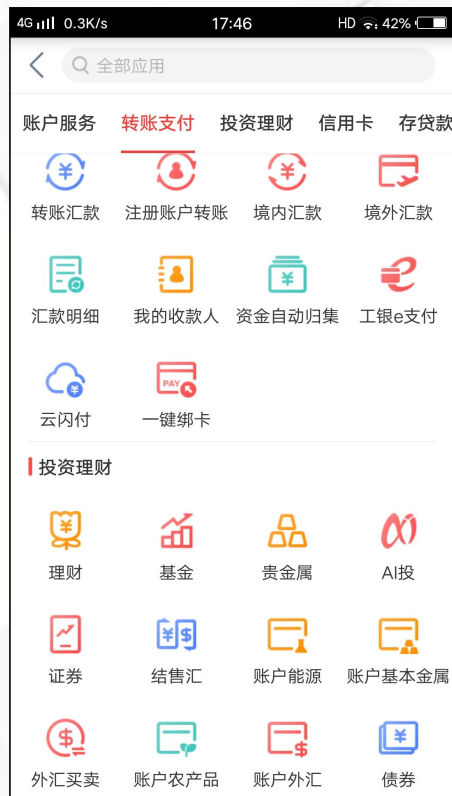 4G 0.3K/s 17:46 HD 42%
全部应用
账户服务 转账支付 投资理财 信用卡 存贷款
转账汇款 注册账户转账 境内汇款 境外汇款
汇款明细 我的收款人 资金自动归集 工银e支付
PAY
云闪付 一键绑卡
投资理财
理财 基金 贵金属 AI投
证券 结售汇 账户能源 账户基本金属
外汇买卖 账户农产品 账户外汇 债券